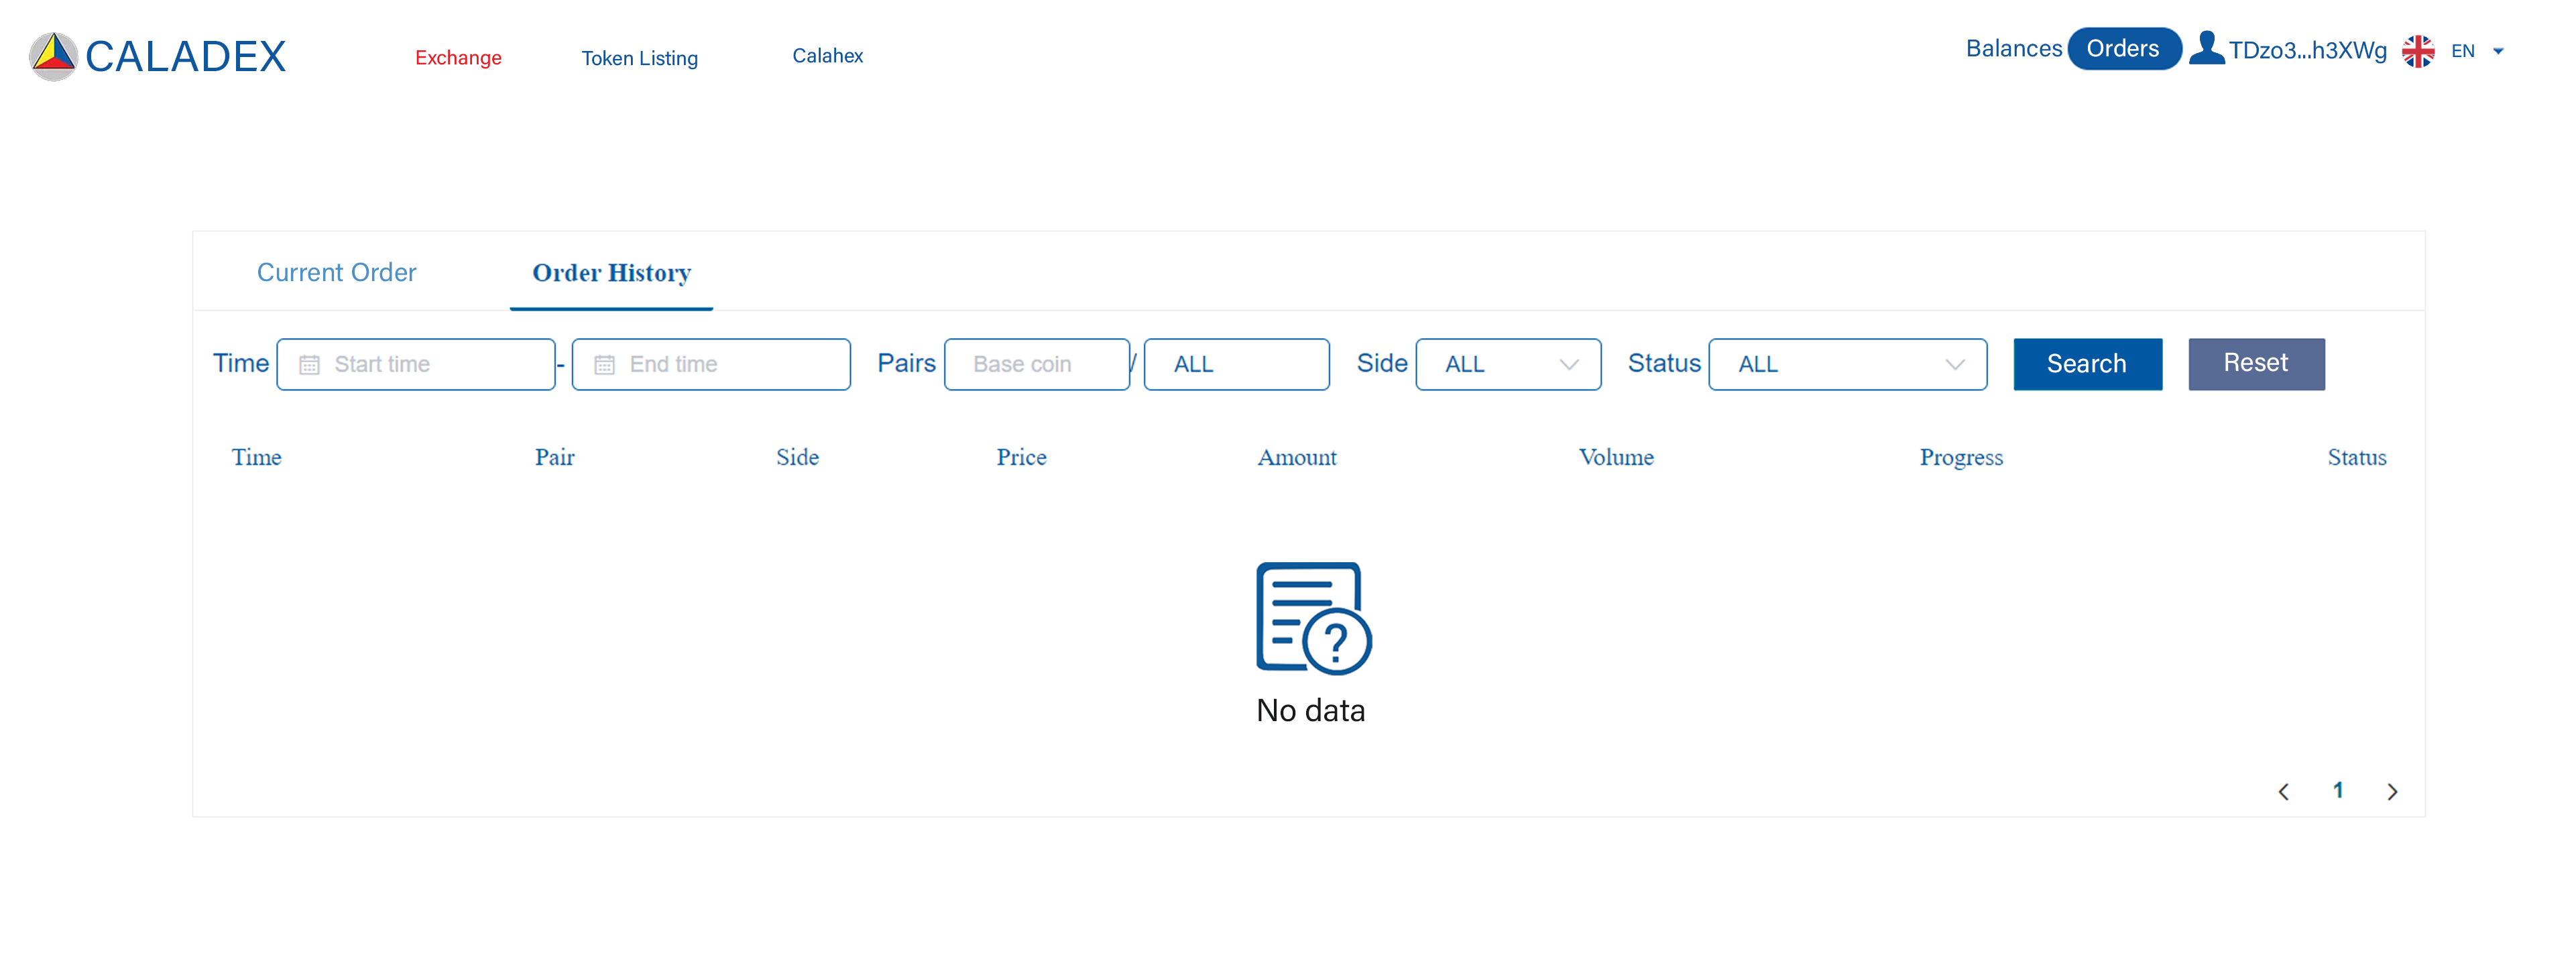 CALADEX Exchange Token Listing Calahex Balances Orders TDzo3...h3XWg EN
Current Order Order History
Time Start time - End time Pairs Base coin / ALL Side ALL Status ALL Search Reset
Time Pair Side Price Amount Volume Progress Status
?
No data
1